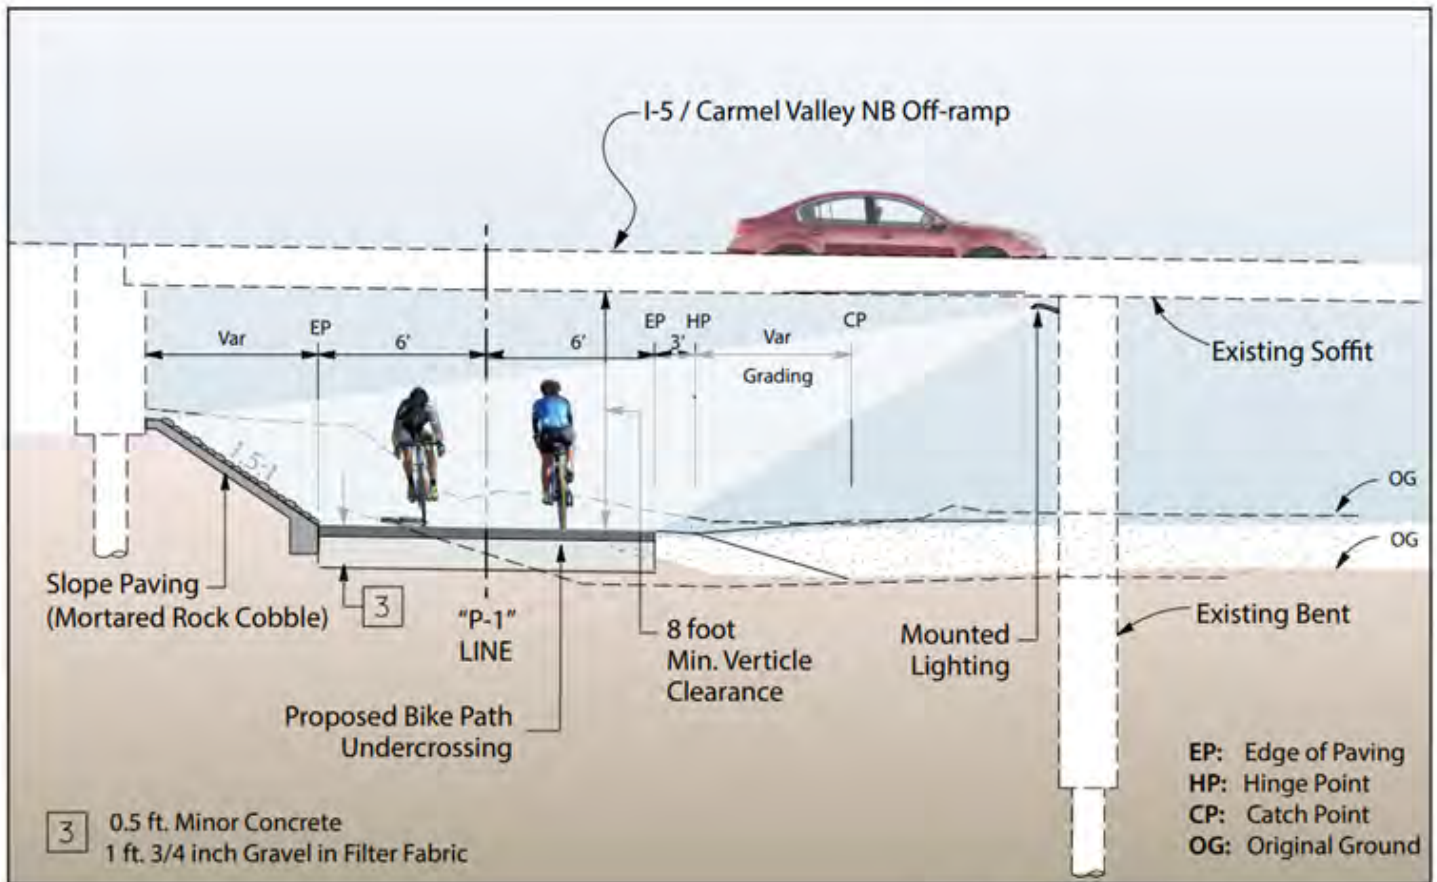 I-5 / Carmel Valley NB Off-ramp
Var
EP
6'
6'
EP
HP
3'
Var
CP
Grading
Existing Soffit
1.5:1
OG
OG
Slope Paving
(Mortared Rock Cobble)
3
"P-1"
LINE
8 foot
Min. Verticle
Clearance
Mounted
Lighting
Existing Bent
Proposed Bike Path
Undercrossing
EP: Edge of Paving
HP: Hinge Point
CP: Catch Point
OG: Original Ground
3
0.5 ft. Minor Concrete
1 ft. 3/4 inch Gravel in Filter Fabric